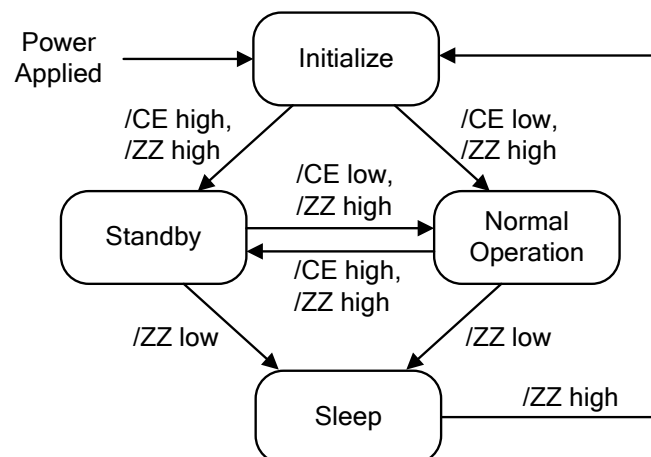 Power
Applied
Initialize
/CE high,
/ZZ high
/CE low,
/ZZ high
/CE low,
/ZZ high
Standby
Normal
Operation
/CE high,
/ZZ high
/ZZ low
/ZZ low
Sleep
/ZZ high